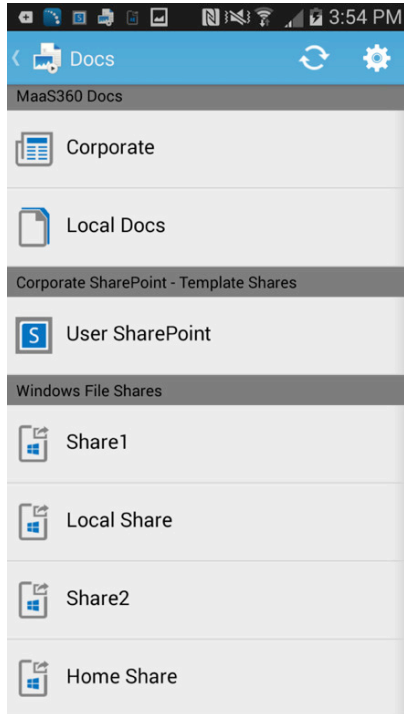 3:54 PM
Docs
MaaS360 Docs
Corporate
Local Docs
Corporate SharePoint - Template Shares
S User SharePoint
Windows File Shares
Share1
Local Share
Share2
Home Share